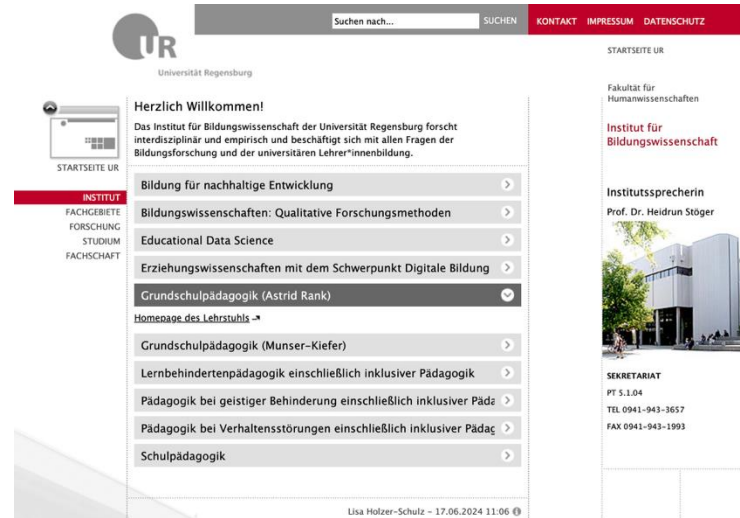 Suchen nach...
SUCHEN
KONTAKT IMPRESSUM DATENSCHUTZ
UR
Universität Regensburg
STARTSEITE UR
Fakultät für
Humanwissenschaften
Institut für
Bildungswissenschaft
STARTSEITE UR
INSTITUT
FACHGEBIETE
FORSCHUNG
STUDIUM
FACHSCHAFT
Herzlich Willkommen!
Das Institut für Bildungswissenschaft der Universität Regensburg forscht
interdisziplinär und empirisch und beschäftigt sich mit allen Fragen der
Bildungsforschung und der universitären Lehrer*innenbildung.
Bildung für nachhaltige Entwicklung
Bildungswissenschaften: Qualitative Forschungsmethoden
Educational Data Science
Erziehungswissenschaften mit dem Schwerpunkt Digitale Bildung
Grundschulpädagogik (Astrid Rank)
Homepage des Lehrstuhls
Grundschulpädagogik (Munser-Kiefer)
Lernbehindertenpädagogik einschließlich inklusiver Pädagogik
Pädagogik bei geistiger Behinderung einschließlich inklusiver Päda
Pädagogik bei Verhaltensstörungen einschließlich inklusiver Pädag
Schulpädagogik
Lisa Holzer-Schulz - 17.06.2024 11:06
Institutssprecherin
Prof. Dr. Heidrun Stöger
SEKRETARIAT
PT 5.1.04
TEL 0941-943-3657
FAX 0941-943-1993